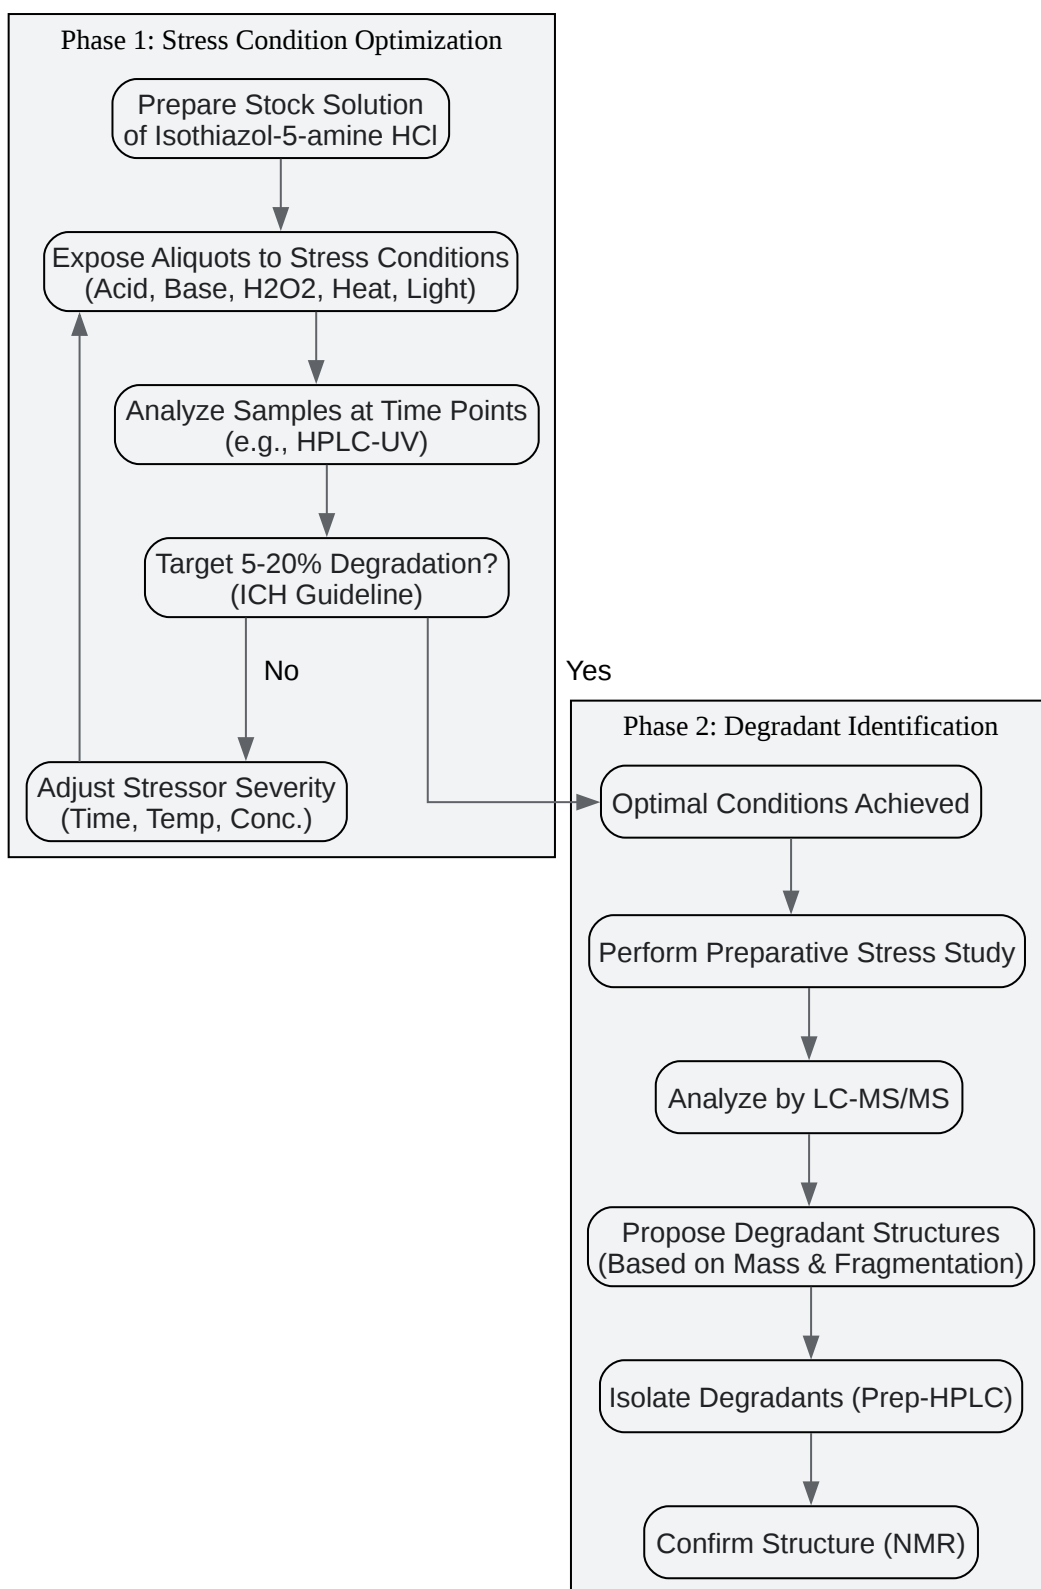 Phase 1: Stress Condition Optimization
Prepare Stock Solution
of Isothiazol-5-amine HCl
Expose Aliquots to Stress Conditions
(Acid, Base, H2O2, Heat, Light)
Analyze Samples at Time Points
(e.g., HPLC-UV)
Target 5-20% Degradation?
(ICH Guideline)
No
Yes
Adjust Stressor Severity
(Time, Temp, Conc.)
Phase 2: Degradant Identification
Optimal Conditions Achieved
Perform Preparative Stress Study
Analyze by LC-MS/MS
Propose Degradant Structures
(Based on Mass & Fragmentation)
Isolate Degradants (Prep-HPLC)
Confirm Structure (NMR)